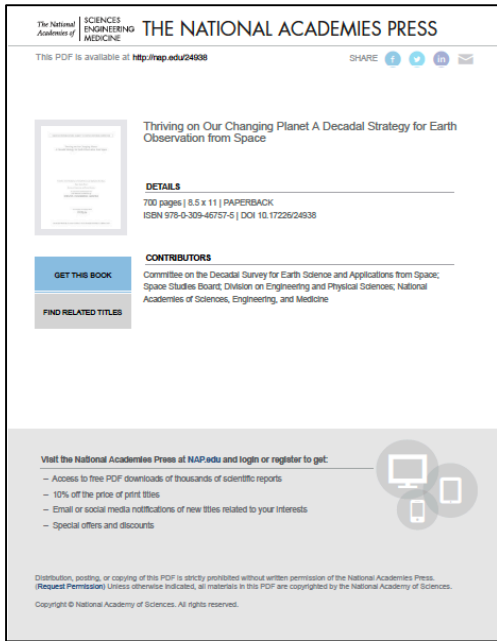 The National Academies of
SCIENCES
ENGINEERING
MEDICINE
THE NATIONAL ACADEMIES PRESS
This PDF is available at http://nap.edu/24938
SHARE
Thriving on Our Changing Planet A Decadal Strategy for Earth
Observation from Space
DETAILS
700 pages | 8.5 x 11 | PAPERBACK
ISBN 978-0-309-46757-5 | DOI 10.17226/24938
CONTRIBUTORS
GET THIS BOOK
Committee on the Decadal Survey for Earth Science and Applications from Space;
Space Studies Board; Division on Engineering and Physical Sciences; National
Academies of Sciences, Engineering, and Medicine
FIND RELATED TITLES
Visit the National Academies Press at NAP.edu and login or register to get:
– Access to free PDF downloads of thousands of scientific reports
– 10% off the price of print titles
– Email or social media notifications of new titles related to your interests
– Special offers and discounts
Distribution, posting, or copying of this PDF is strictly prohibited without written permission of the National Academies Press.
(Request Permission) Unless otherwise indicated, all materials in this PDF are copyrighted by the National Academy of Sciences.
Copyright © National Academy of Sciences. All rights reserved.